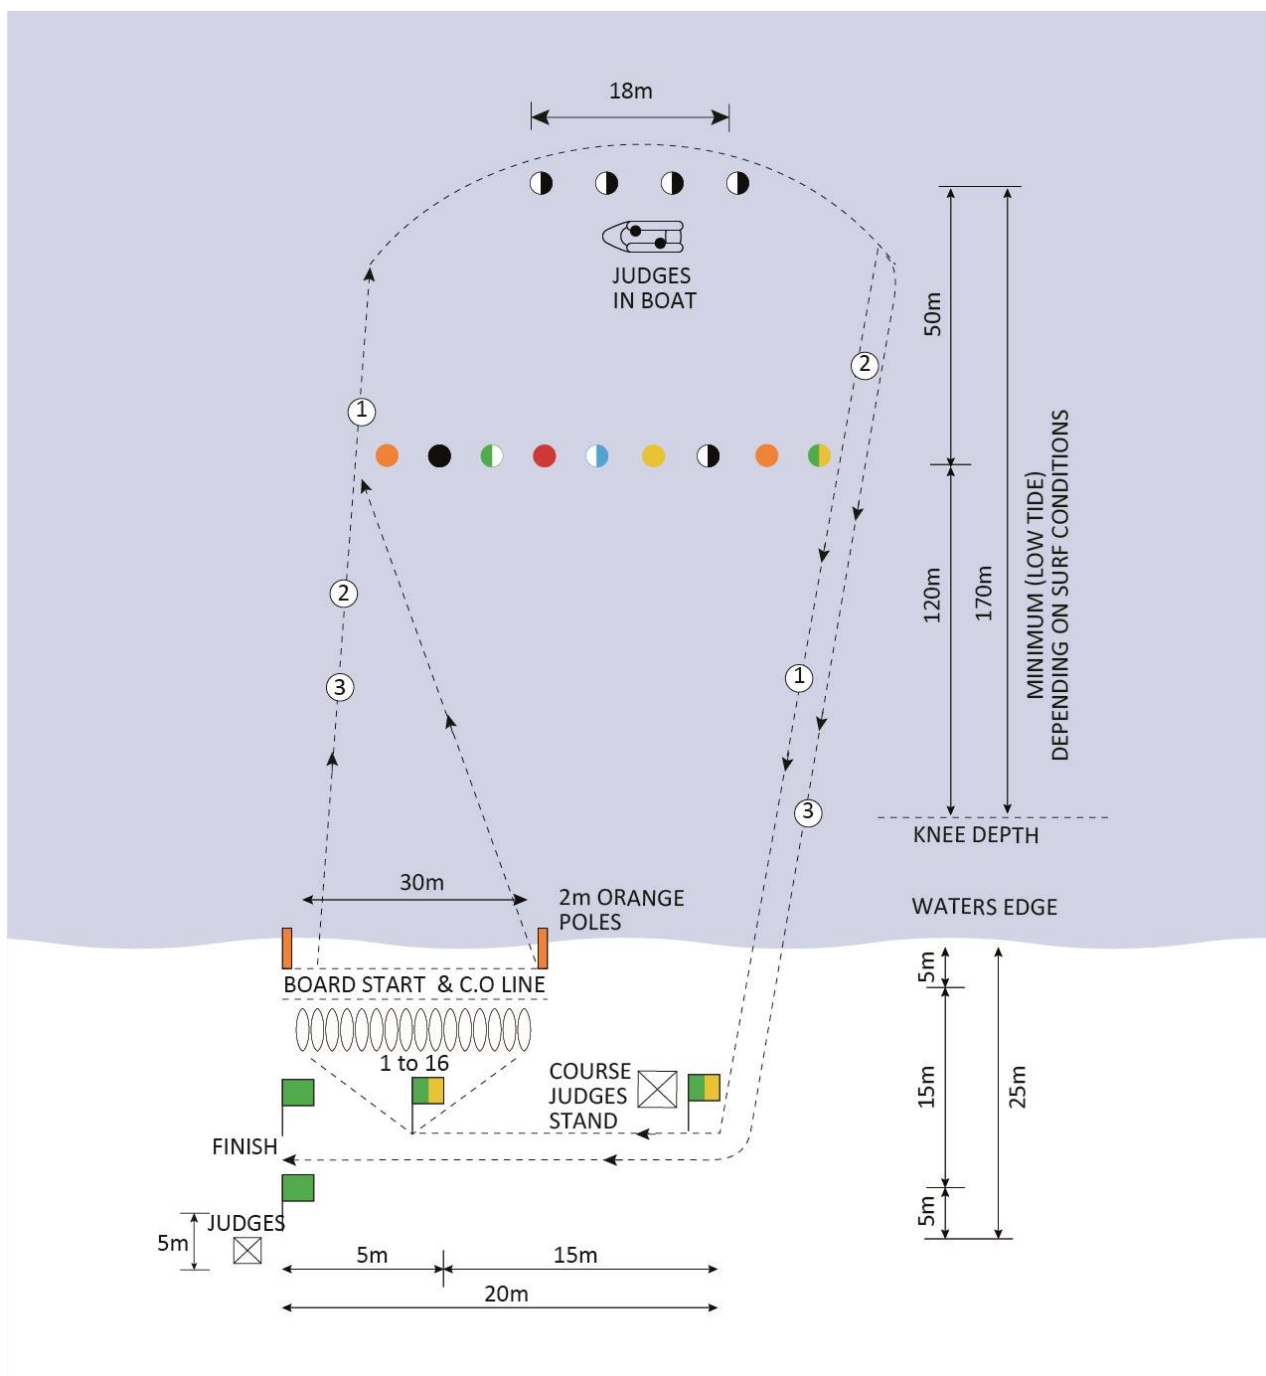 18m
JUDGES
IN BOAT
50m
2
1
MINIMUM (LOW TIDE)
DEPENDING ON SURF CONDITIONS
120m
170m
2
3
1
3
KNEE DEPTH
30m
2m ORANGE
POLES
WATERS EDGE
BOARD START & C.O LINE
5m
1 to 16
COURSE
JUDGES
STAND
15m
25m
FINISH
5m
JUDGES
5m
5m
15m
20m